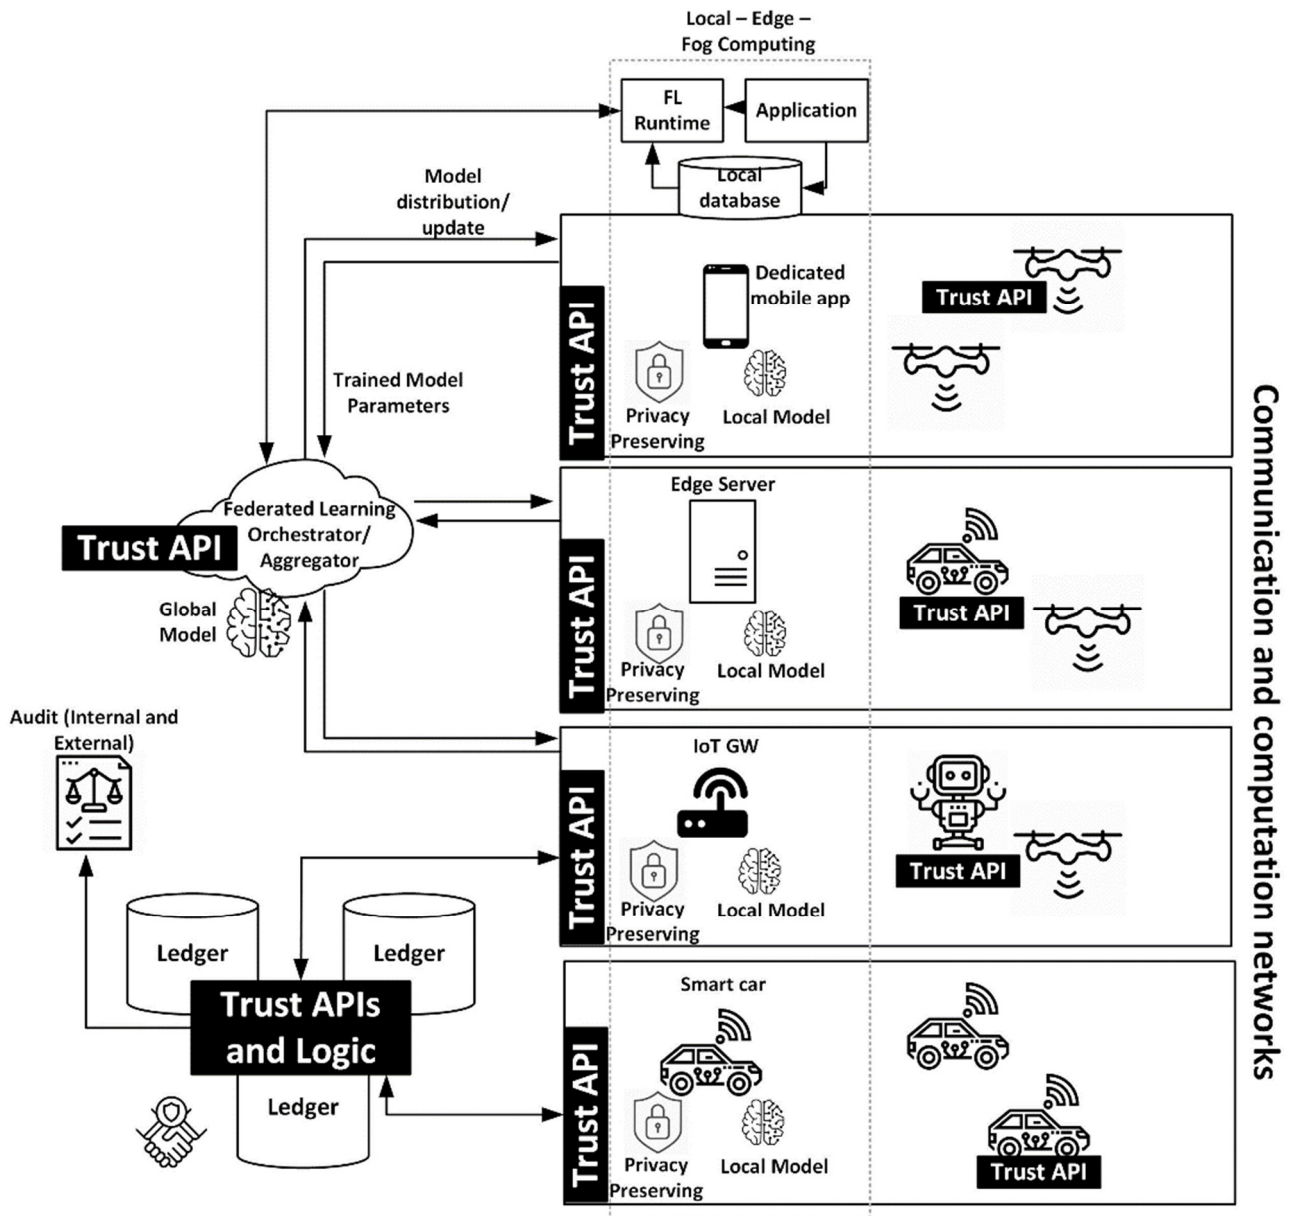 Local – Edge –
Fog Computing
FL
Runtime
Application
Local
database
Model
distribution/
update
Trust API
Dedicated
mobile app
Privacy
Preserving
Local Model
Trust API
Trained Model
Parameters
Federated Learning
Orchestrator/
Aggregator
Trust API
Global
Model
Trust API
Edge Server
Privacy
Preserving
Local Model
Trust API
Trust API
IoT GW
Privacy
Preserving
Local Model
Trust API
Audit (Internal and
External)
Ledger
Ledger
Trust APIs
and Logic
Ledger
Trust API
Smart car
Privacy
Preserving
Local Model
Trust API
Communication and computation networks